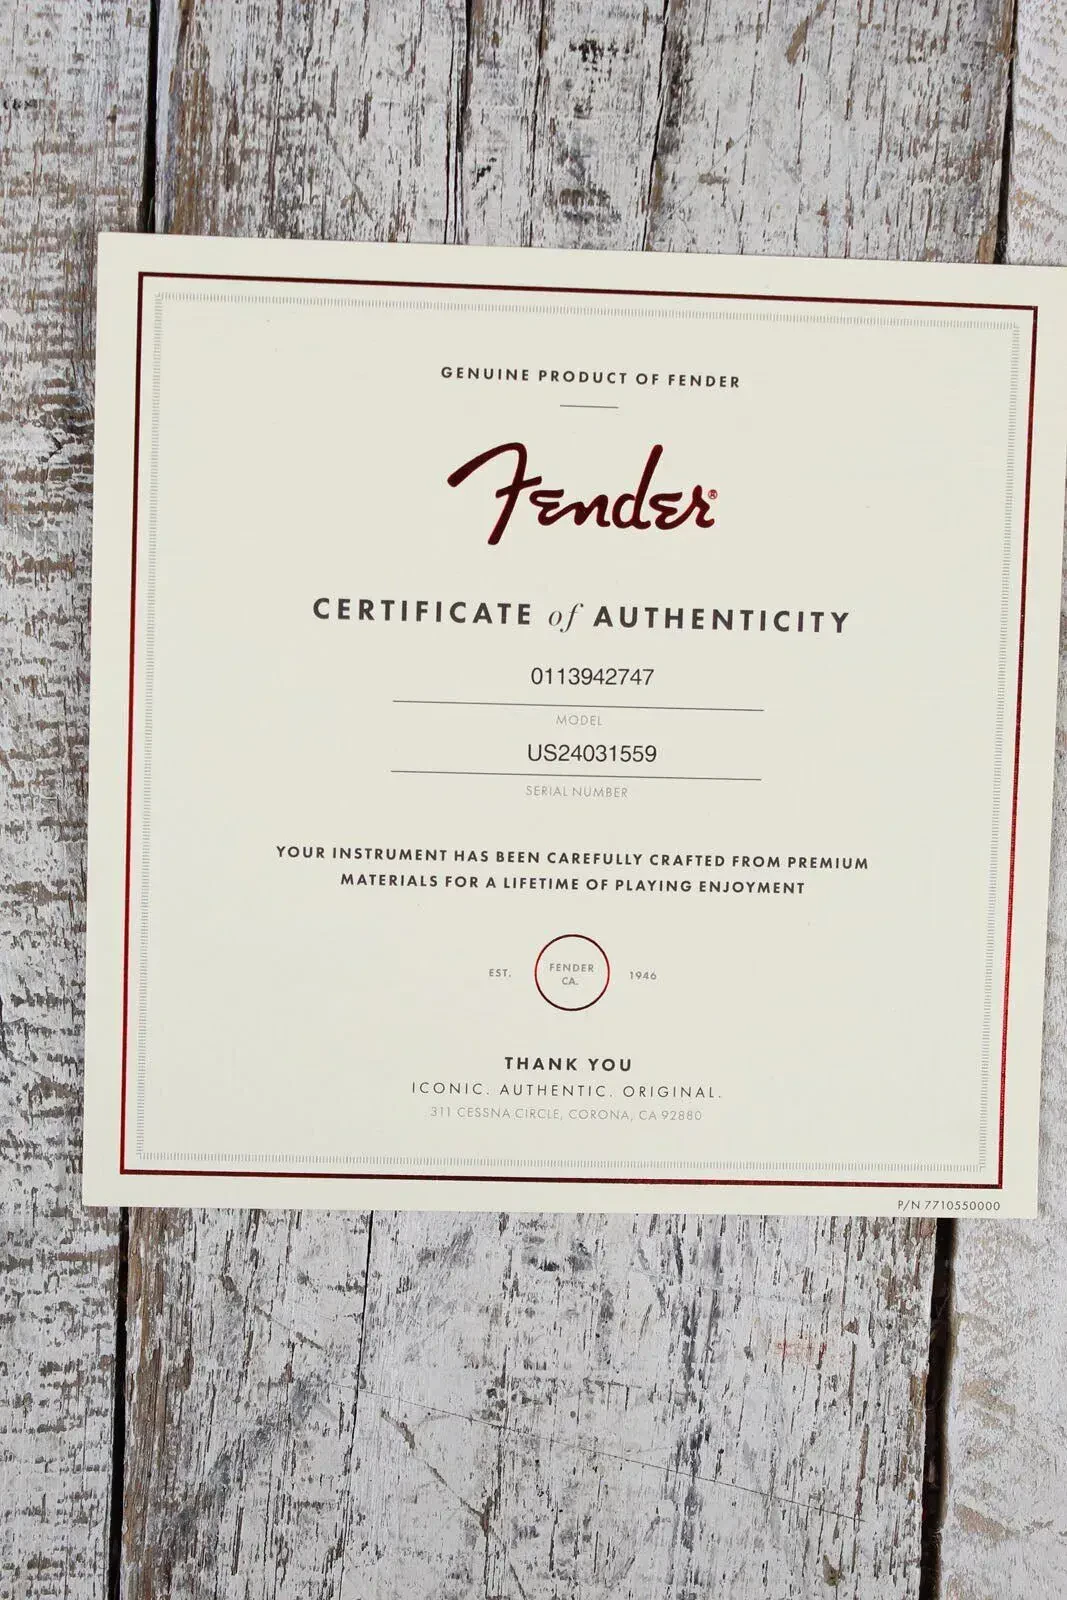 GENUINE PRODUCT OF FENDER
Fender®
CERTIFICATE of AUTHENTICITY
0113942747
MODEL
US24031559
SERIAL NUMBER
YOUR INSTRUMENT HAS BEEN CAREFULLY CRAFTED FROM PREMIUM
MATERIALS FOR A LIFETIME OF PLAYING ENJOYMENT
EST. FENDER CA. 1946
THANK YOU
ICONIC. AUTHENTIC. ORIGINAL.
311 CESSNA CIRCLE, CORONA, CA 92880
P/N 7710550000